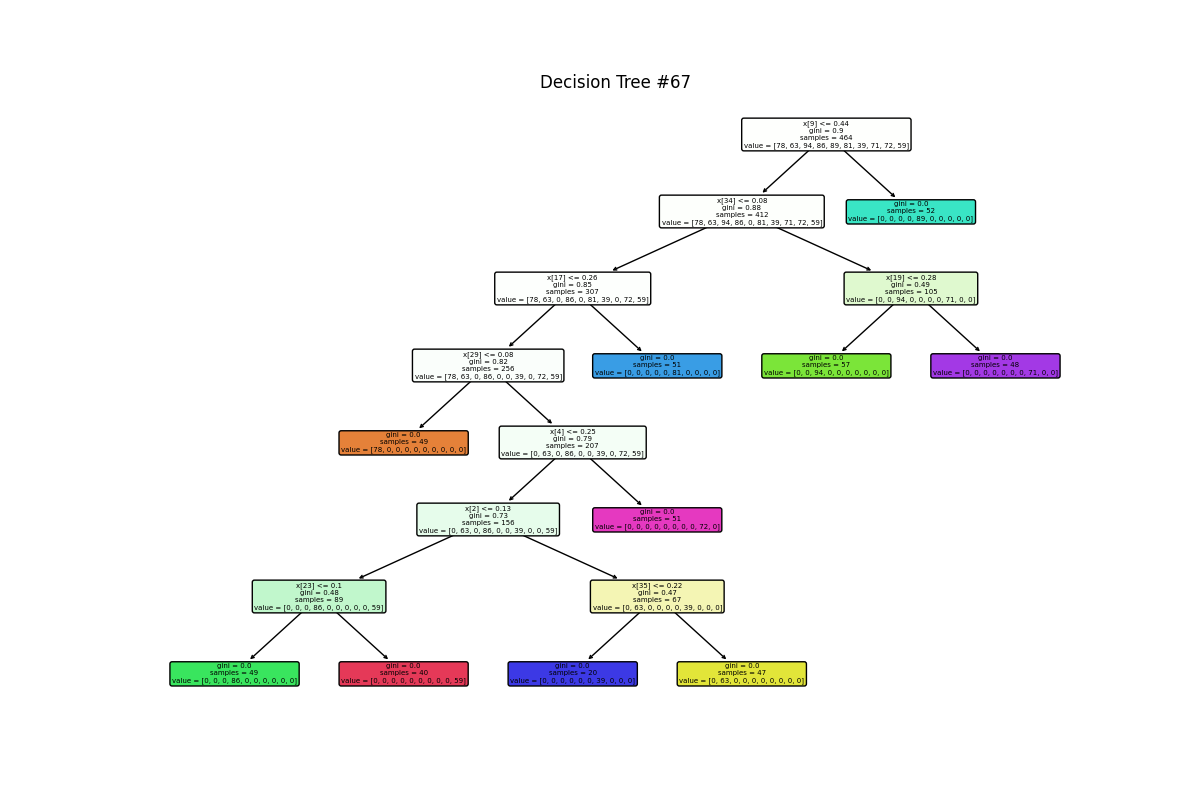 Decision Tree #67
x[9] <= 0.44
gini = 0.9
samples = 464
value = [78, 63, 94, 86, 89, 81, 39, 71, 72, 59]
x[34] <= 0.08
gini = 0.88
samples = 412
value = [78, 63, 94, 86, 0, 81, 39, 71, 72, 59]
gini = 0.0
samples = 52
value = [0, 0, 0, 0, 89, 0, 0, 0, 0, 0]
x[17] <= 0.26
gini = 0.85
samples = 307
value = [78, 63, 0, 86, 0, 81, 39, 0, 72, 59]
x[19] <= 0.28
gini = 0.49
samples = 105
value = [0, 0, 94, 0, 0, 0, 0, 71, 0, 0]
x[29] <= 0.08
gini = 0.82
samples = 256
value = [78, 63, 0, 86, 0, 0, 39, 0, 72, 59]
gini = 0.0
samples = 51
value = [0, 0, 0, 0, 0, 81, 0, 0, 0, 0]
gini = 0.0
samples = 57
value = [0, 0, 94, 0, 0, 0, 0, 0, 0, 0]
gini = 0.0
samples = 48
value = [0, 0, 0, 0, 0, 0, 0, 71, 0, 0]
gini = 0.0
samples = 49
value = [78, 0, 0, 0, 0, 0, 0, 0, 0, 0]
x[4] <= 0.25
gini = 0.79
samples = 207
value = [0, 63, 0, 86, 0, 0, 39, 0, 72, 59]
x[2] <= 0.13
gini = 0.73
samples = 156
value = [0, 63, 0, 86, 0, 0, 39, 0, 0, 59]
gini = 0.0
samples = 51
value = [0, 0, 0, 0, 0, 0, 0, 0, 72, 0]
x[23] <= 0.1
gini = 0.48
samples = 89
value = [0, 0, 0, 86, 0, 0, 0, 0, 0, 59]
x[35] <= 0.22
gini = 0.47
samples = 67
value = [0, 63, 0, 0, 0, 0, 39, 0, 0, 0]
gini = 0.0
samples = 49
value = [0, 0, 0, 86, 0, 0, 0, 0, 0, 0]
gini = 0.0
samples = 40
value = [0, 0, 0, 0, 0, 0, 0, 0, 0, 59]
gini = 0.0
samples = 20
value = [0, 0, 0, 0, 0, 0, 39, 0, 0, 0]
gini = 0.0
samples = 47
value = [0, 63, 0, 0, 0, 0, 0, 0, 0, 0]